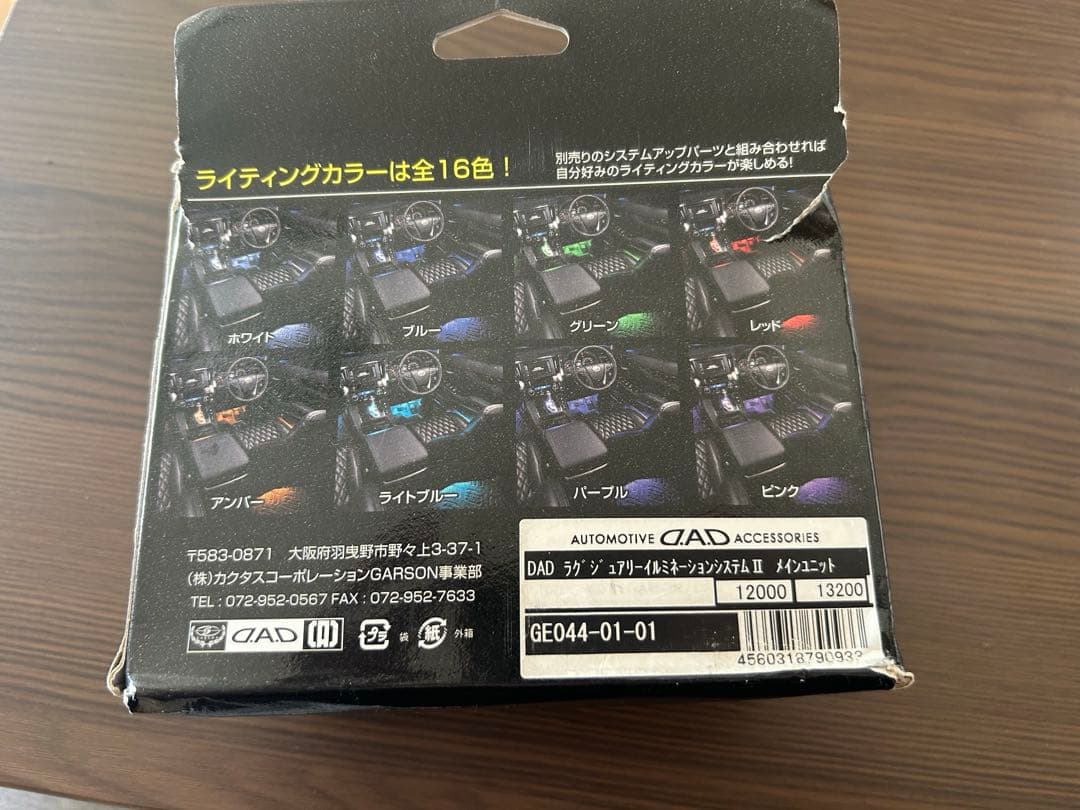 ライティングカラーは全16色!
別売りのシステムアップパーツと組み合わせれば
自分好みのライティングカラーが楽しめる!
ホワイト
ブルー
グリーン
レッド
アンバー
ライトブルー
パープル
ピンク
〒583-0871 大阪府羽曳野市野々上3-37-1
(株)カクタスコーポレーションGARSON事業部
TEL : 072-952-0567 FAX : 072-952-7633
D.A.D
プラ 袋 紙 外箱
AUTOMOTIVE D.A.D ACCESSORIES
DAD ラグジュアリーイルミネーションシステムⅡ メインユニット
12000 13200
GE044-01-01
4560318790933